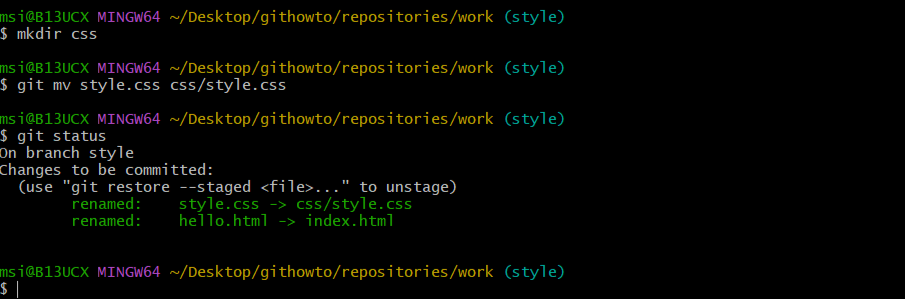 msi@B13UCX MINGW64 ~/Desktop/githowto/repositories/work (style)
$ mkdir css
msi@B13UCX MINGW64 ~/Desktop/githowto/repositories/work (style)
$ git mv style.css css/style.css
msi@B13UCX MINGW64 ~/Desktop/githowto/repositories/work (style)
$ git status
On branch style
Changes to be committed:
  (use "git restore --staged <file>..." to unstage)
        renamed:    style.css -> css/style.css
        renamed:    hello.html -> index.html
msi@B13UCX MINGW64 ~/Desktop/githowto/repositories/work (style)
$